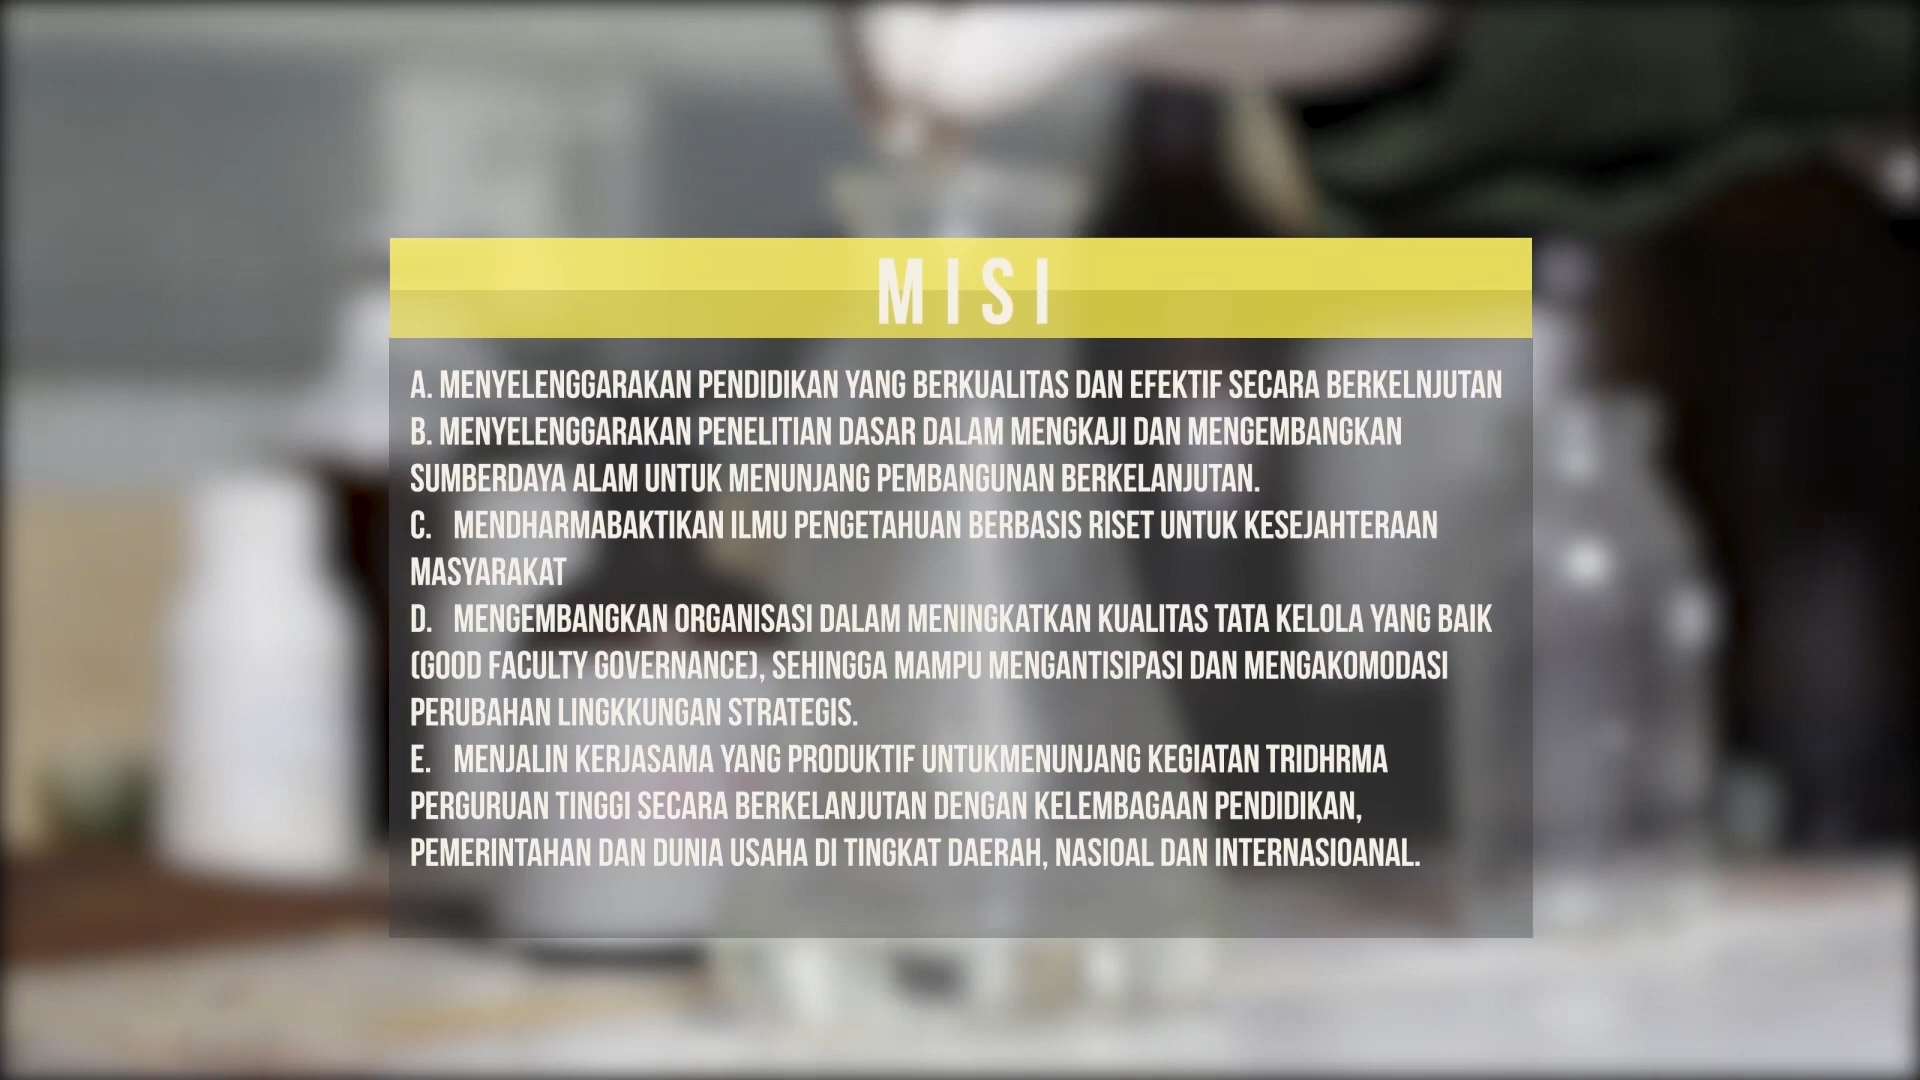 MISI
A. MENYELENGGARAKAN PENDIDIKAN YANG BERKUALITAS DAN EFEKTIF SECARA BERKELNJUTAN
B. MENYELENGGARAKAN PENELITIAN DASAR DALAM MENGKAJI DAN MENGEMBANGKAN
SUMBERDAYA ALAM UNTUK MENUNJANG PEMBANGUNAN BERKELANJUTAN.
C. MENDHARMABAKTIKAN ILMU PENGETAHUAN BERBASIS RISET UNTUK KESEJAHTERAAN
MASYARAKAT
D. MENGEMBANGKAN ORGANISASI DALAM MENINGKATKAN KUALITAS TATA KELOLA YANG BAIK
(GOOD FACULTY GOVERNANCE), SEHINGGA MAMPU MENGANTISIPASI DAN MENGAKOMODASI
PERUBAHAN LINGKKUNGAN STRATEGIS.
E. MENJALIN KERJASAMA YANG PRODUKTIF UNTUKMENUNJANG KEGIATAN TRIDHRMA
PERGURUAN TINGGI SECARA BERKELANJUTAN DENGAN KELEMBAGAAN PENDIDIKAN,
PEMERINTAHAN DAN DUNIA USAHA DI TINGKAT DAERAH, NASIOAL DAN INTERNASIOANAL.